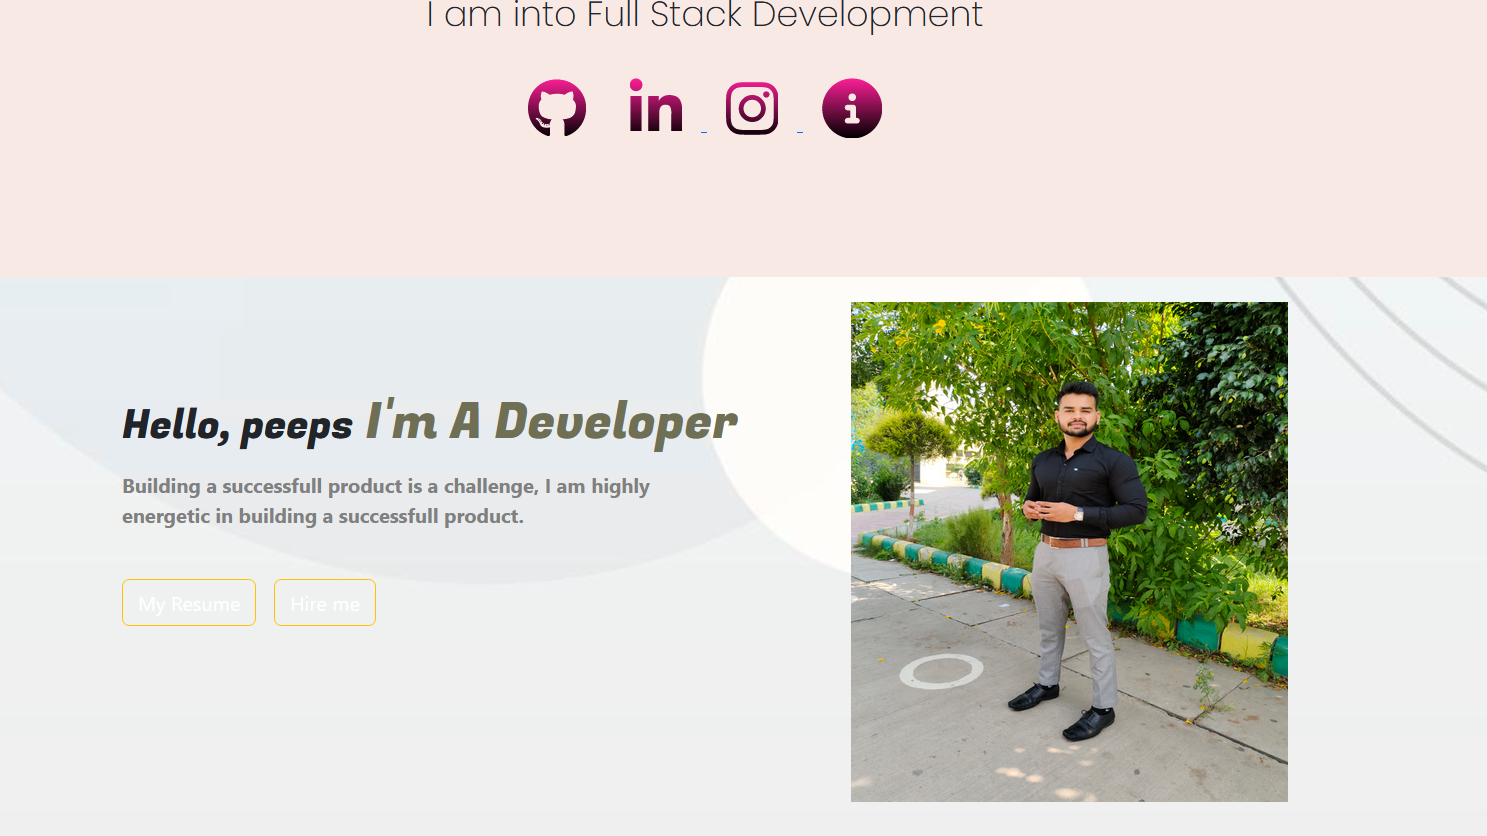 I am into Full Stack Development
in
Hello, peeps I'm A Developer
Building a successfull product is a challenge, I am highly
energetic in building a successfull product.
My Resume Hire me